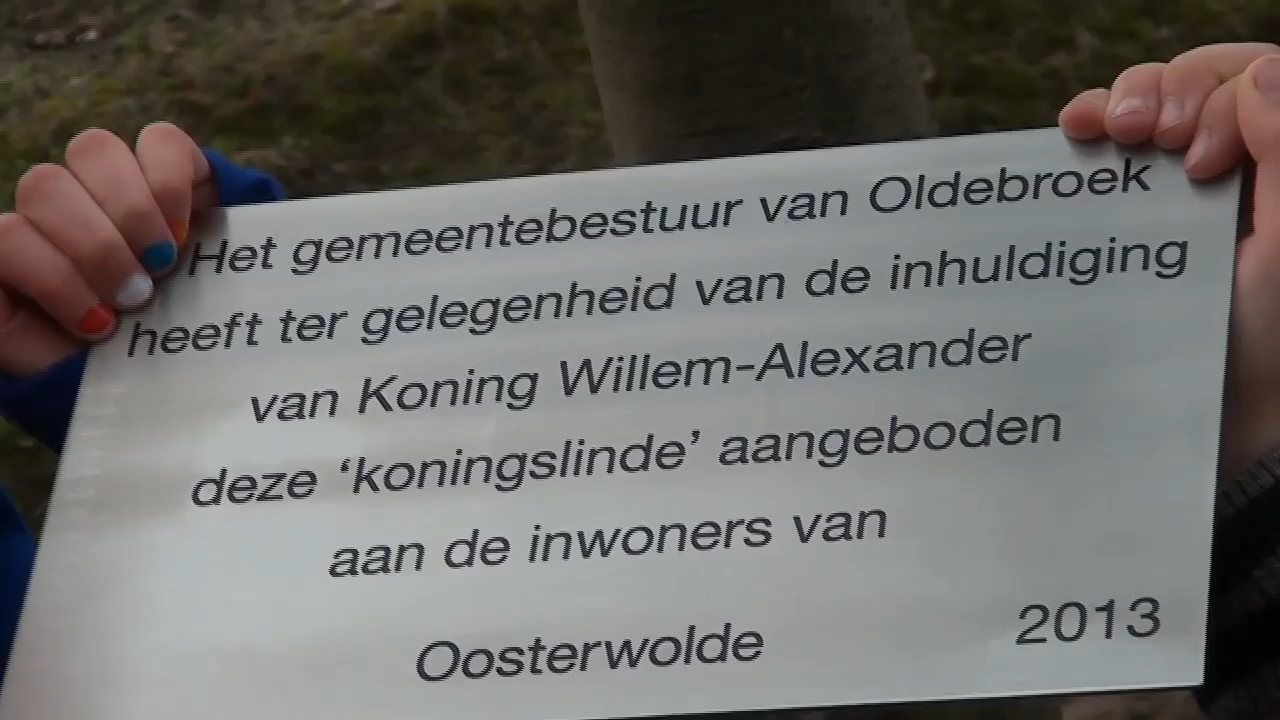 Het gemeentebestuur van Oldebroek
heeft ter gelegenheid van de inhuldiging
van Koning Willem-Alexander
deze ‘koningslinde’ aangeboden
aan de inwoners van
Oosterwolde 2013